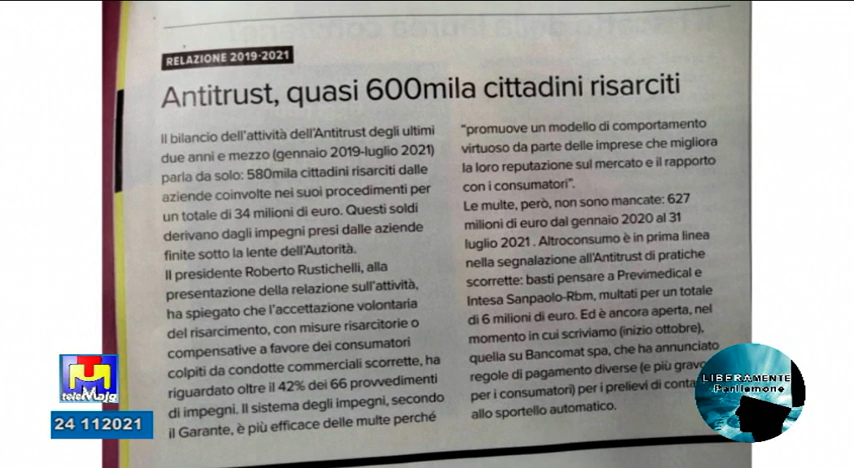 RELAZIONE 2019-2021
Antitrust, quasi 600mila cittadini risarciti
Il bilancio dell'attività dell'Antitrust degli ultimi
due anni e mezzo (gennaio 2019-luglio 2021)
parla da solo: 580mila cittadini risarciti dalle
aziende coinvolte nei suoi procedimenti per
un totale di 34 milioni di euro. Questi soldi
derivano dagli impegni presi dalle aziende
finite sotto la lente dell'Autorità.
Il presidente Roberto Rustichelli, alla
presentazione della relazione sull'attività,
ha spiegato che l'accettazione volontaria
del risarcimento, con misure risarcitorie o
compensative a favore dei consumatori
colpiti da condotte commerciali scorrette, ha
riguardato oltre il 42% dei 66 provvedimenti
di impegni. Il sistema degli impegni, secondo
il Garante, è più efficace delle multe perché
"promuove un modello di comportamento
virtuoso da parte delle imprese che migliora
la loro reputazione sul mercato e il rapporto
con i consumatori".
Le multe, però, non sono mancate: 627
milioni di euro dal gennaio 2020 al 31
luglio 2021. Altroconsumo è in prima linea
nella segnalazione all'Antitrust di pratiche
scorrette: basti pensare a Previmedical e
Intesa Sanpaolo-Rbm, multati per un totale
di 6 milioni di euro. Ed è ancora aperta, nel
momento in cui scriviamo (inizio ottobre),
quella su Bancomat spa, che ha annunciato
regole di pagamento diverse (e più
per i consumatori) per i prelievi di
allo sportello automatico.
teleMajg
24 112021
LIBERAMENTE